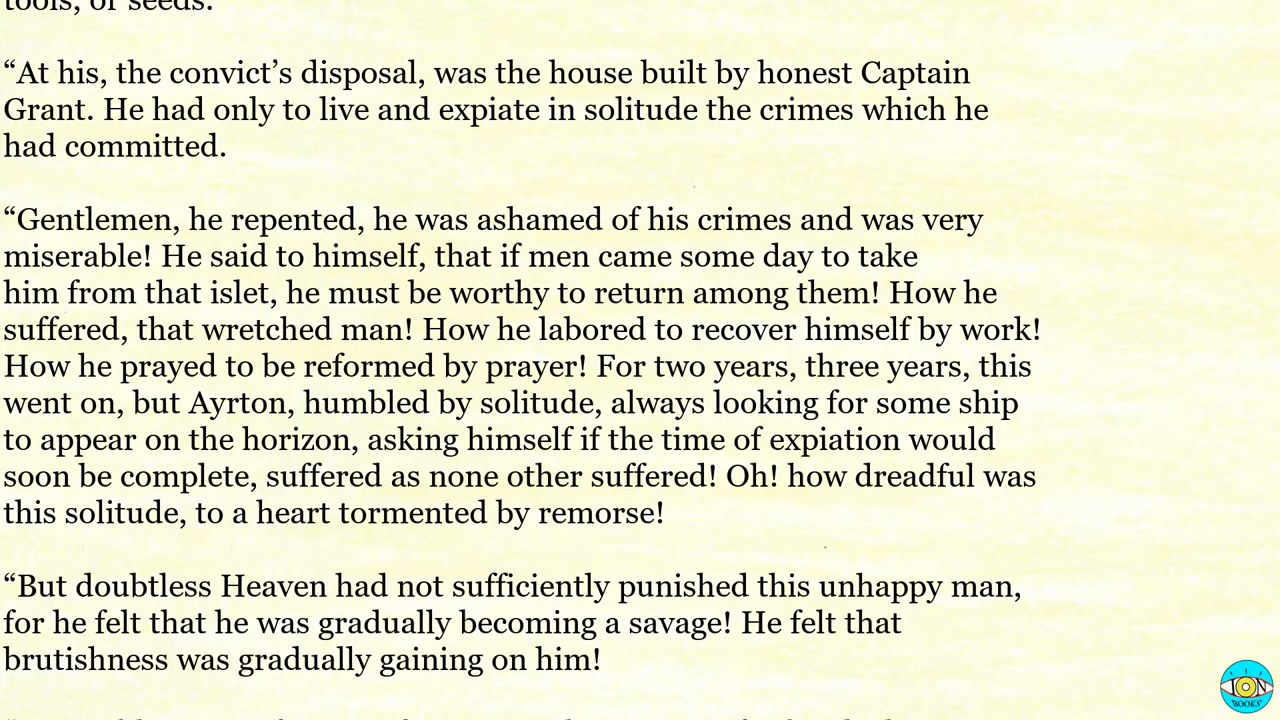 tools, or seeds.
“At his, the convict’s disposal, was the house built by honest Captain
Grant. He had only to live and expiate in solitude the crimes which he
had committed.
“Gentlemen, he repented, he was ashamed of his crimes and was very
miserable! He said to himself, that if men came some day to take
him from that islet, he must be worthy to return among them! How he
suffered, that wretched man! How he labored to recover himself by work!
How he prayed to be reformed by prayer! For two years, three years, this
went on, but Ayrton, humbled by solitude, always looking for some ship
to appear on the horizon, asking himself if the time of expiation would
soon be complete, suffered as none other suffered! Oh! how dreadful was
this solitude, to a heart tormented by remorse!
“But doubtless Heaven had not sufficiently punished this unhappy man,
for he felt that he was gradually becoming a savage! He felt that
brutishness was gradually gaining on him!
ION
BOOKS